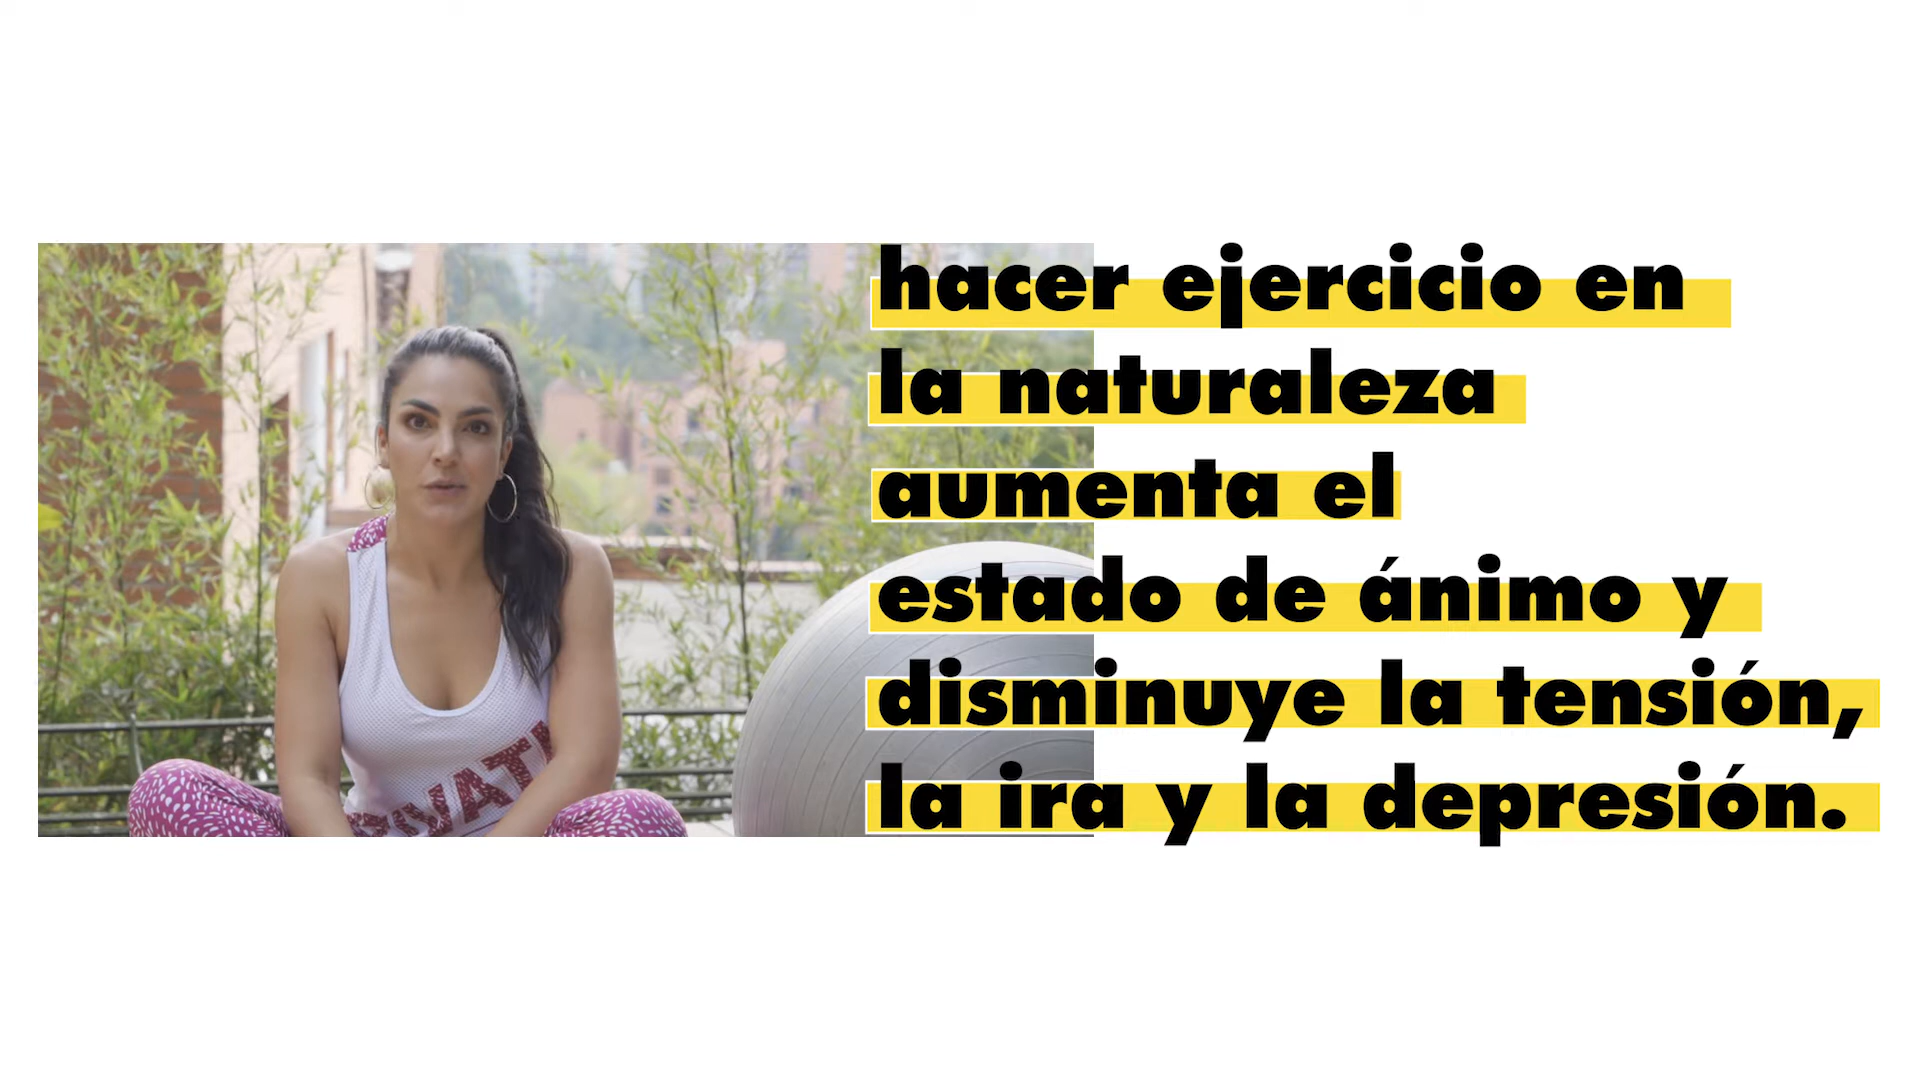 hacer ejercicio en
la naturaleza
aumenta el
estado de ánimo y
disminuye la tensión,
la ira y la depresión.